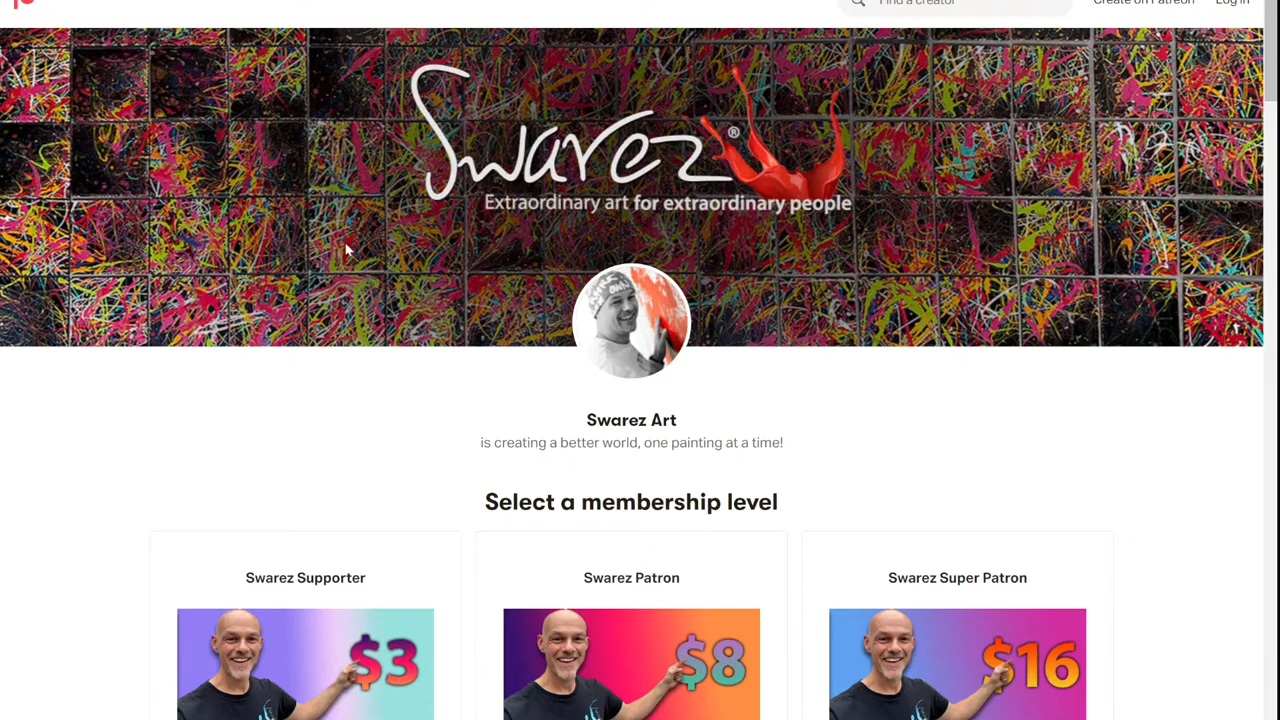 Find a creator
Create on Patreon
Log in
Swarez®
Extraordinary art for extraordinary people
Swarez Art
is creating a better world, one painting at a time!
Select a membership level
Swarez Supporter
Swarez Patron
Swarez Super Patron
$3
$8
$16